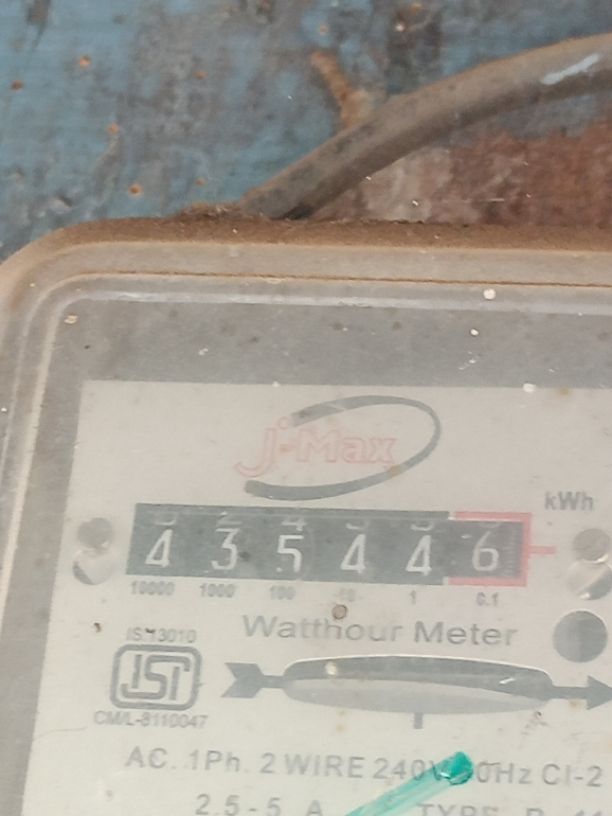 J-Max
kWh
4 3 5 4 4 6
10000 1000 100 10 1 0.1
Watthour Meter
IS 13010
ISI
CM/L-8110047
AC. 1Ph. 2 WIRE 240V 50Hz Cl-2
2.5-5 A TYPE